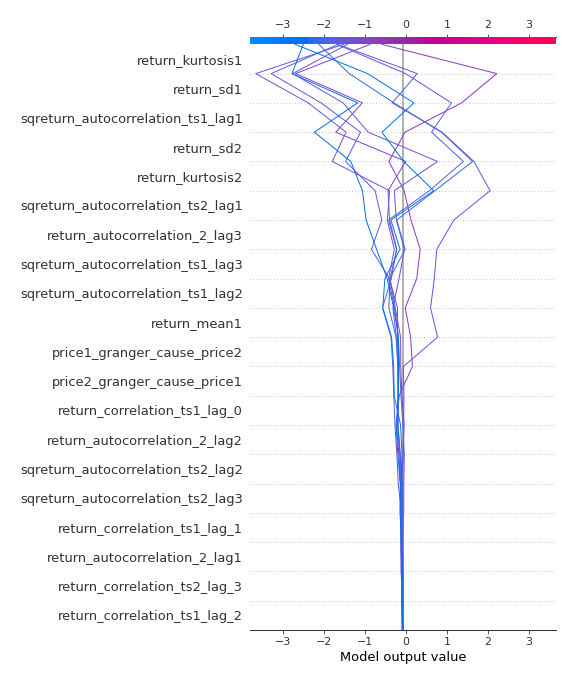 −3 −2 −1 0 1 2 3
return_kurtosis1
return_sd1
sqreturn_autocorrelation_ts1_lag1
return_sd2
return_kurtosis2
sqreturn_autocorrelation_ts2_lag1
return_autocorrelation_2_lag3
sqreturn_autocorrelation_ts1_lag3
sqreturn_autocorrelation_ts1_lag2
return_mean1
price1_granger_cause_price2
price2_granger_cause_price1
return_correlation_ts1_lag_0
return_autocorrelation_2_lag2
sqreturn_autocorrelation_ts2_lag2
sqreturn_autocorrelation_ts2_lag3
return_correlation_ts1_lag_1
return_autocorrelation_2_lag1
return_correlation_ts2_lag_3
return_correlation_ts1_lag_2
−3 −2 −1 0 1 2 3
Model output value